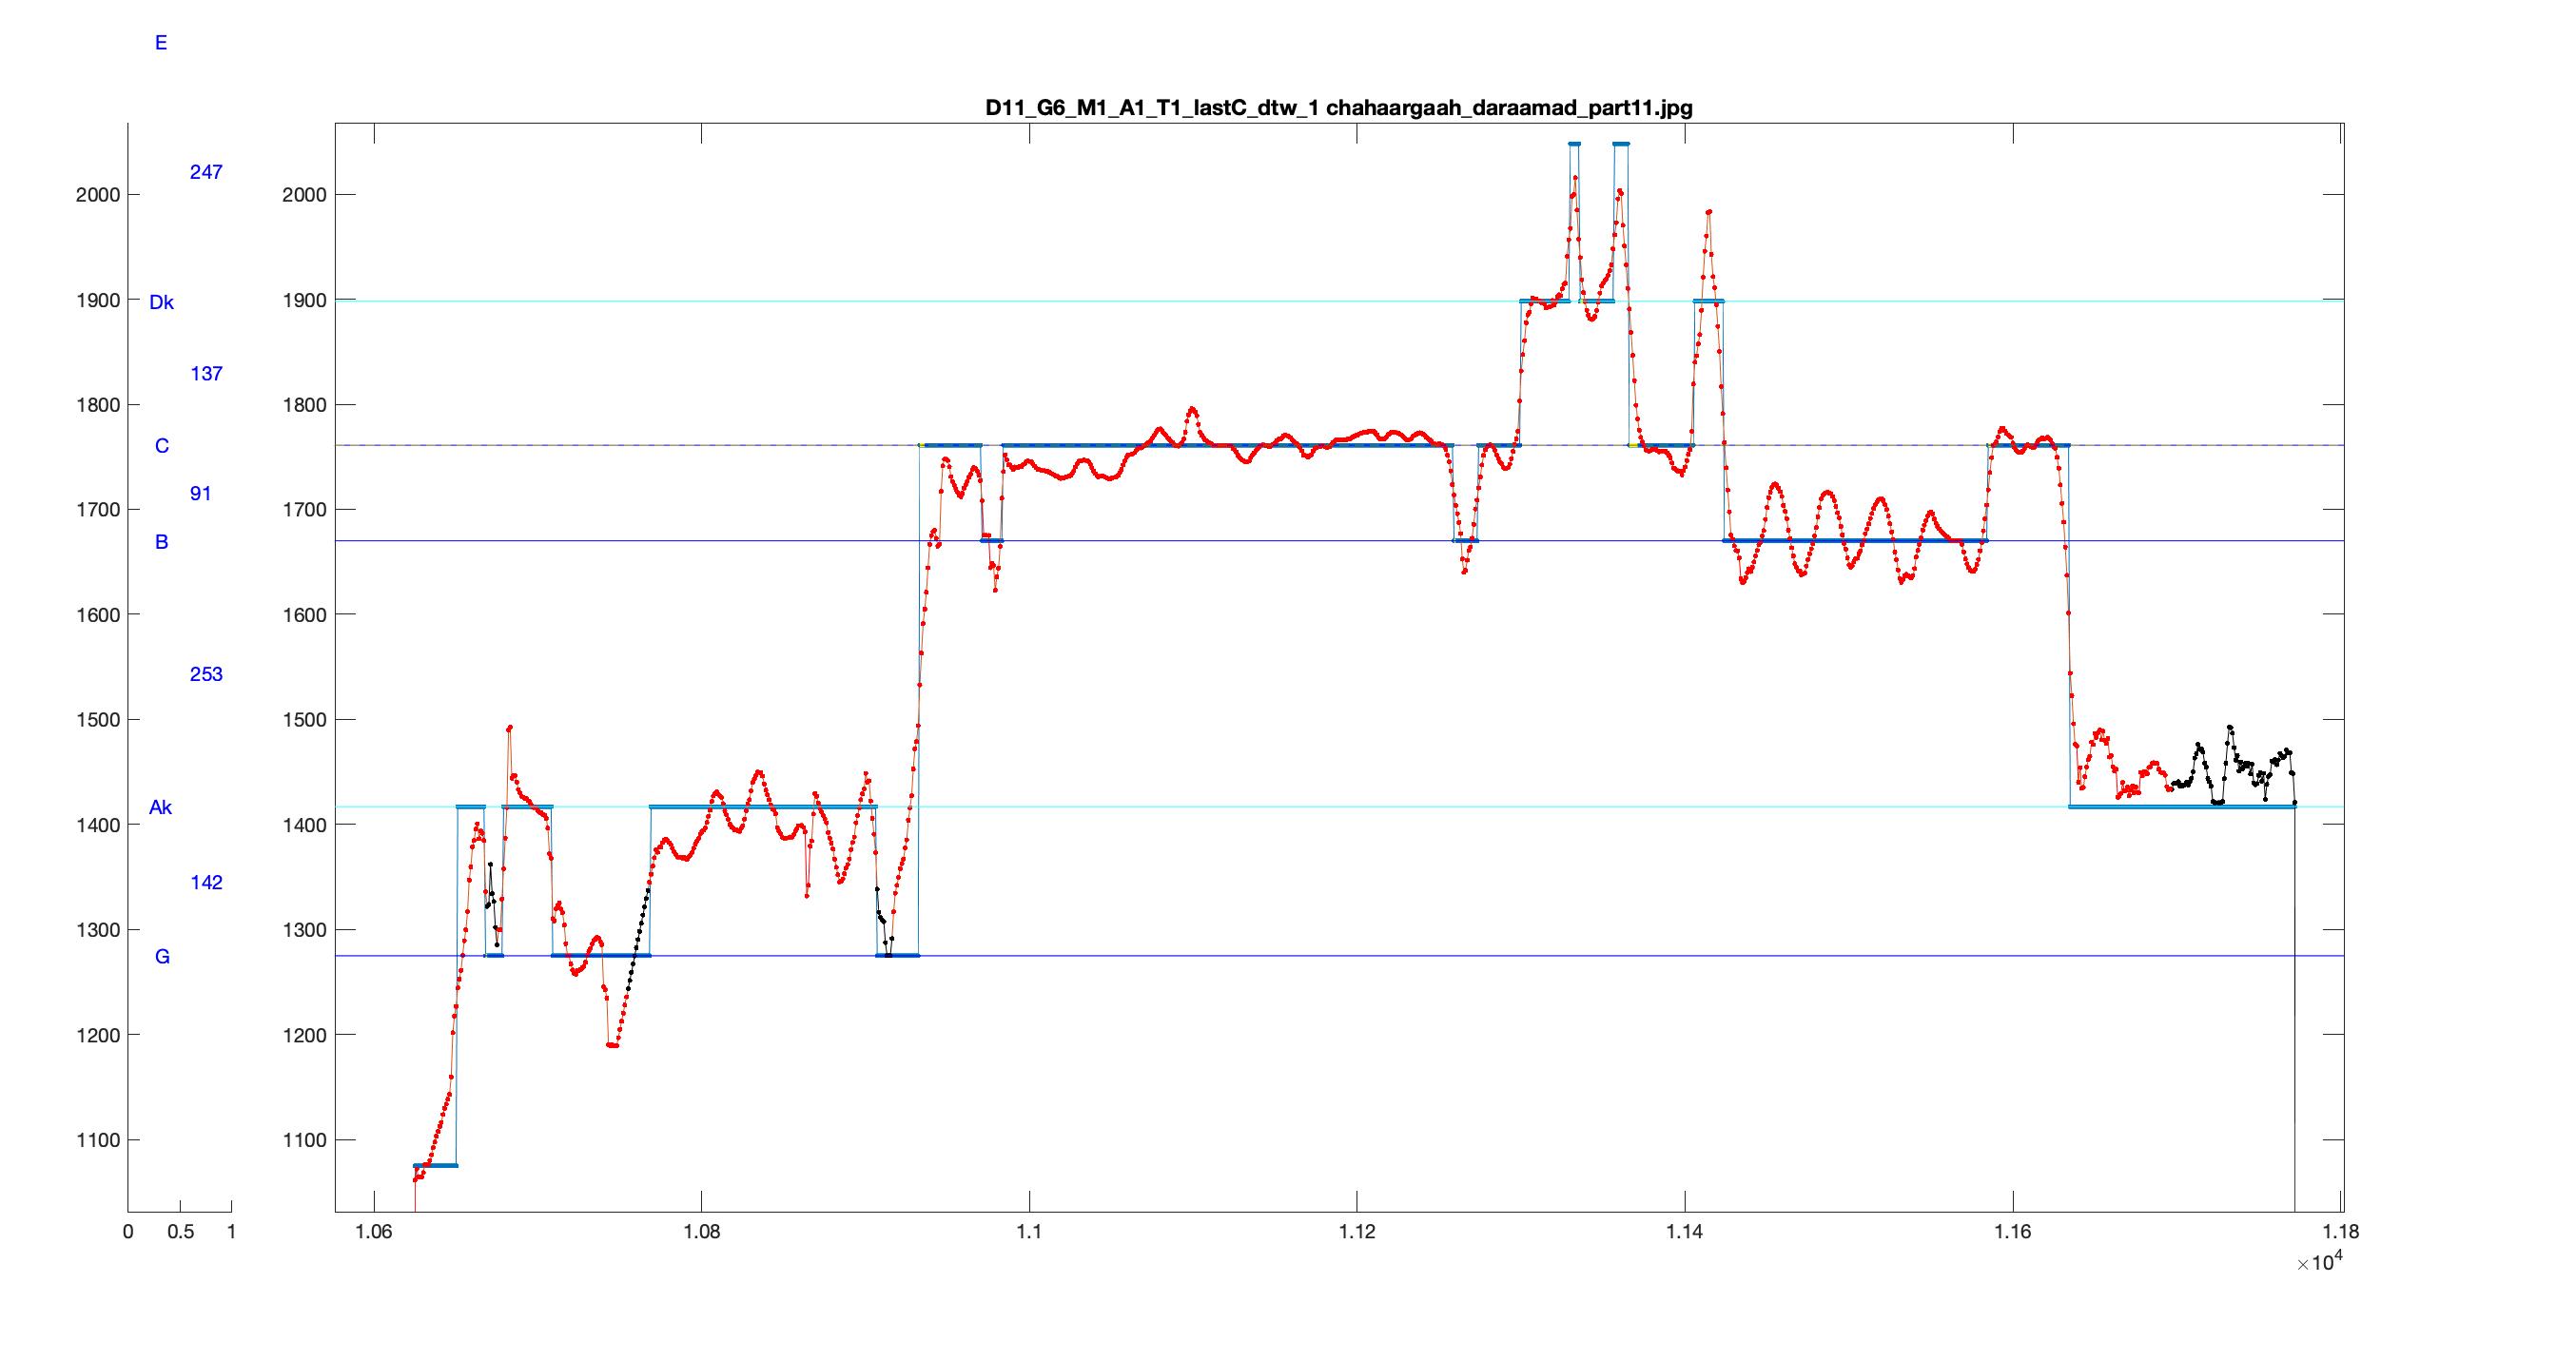 E
D11_G6_M1_A1_T1_lastC_dtw_1 chahaargaah_daraamad_part11.jpg
247
2000 2000
1900 Dk 1900
137
1800 1800
C
91
1700 1700
B
1600 1600
253
1500 1500
Ak
1400 1400
142
1300 1300
G
1200 1200
1100 1100
0 0.5 1 1.06 1.08 1.1 1.12 1.14 1.16 1.18
×10^4